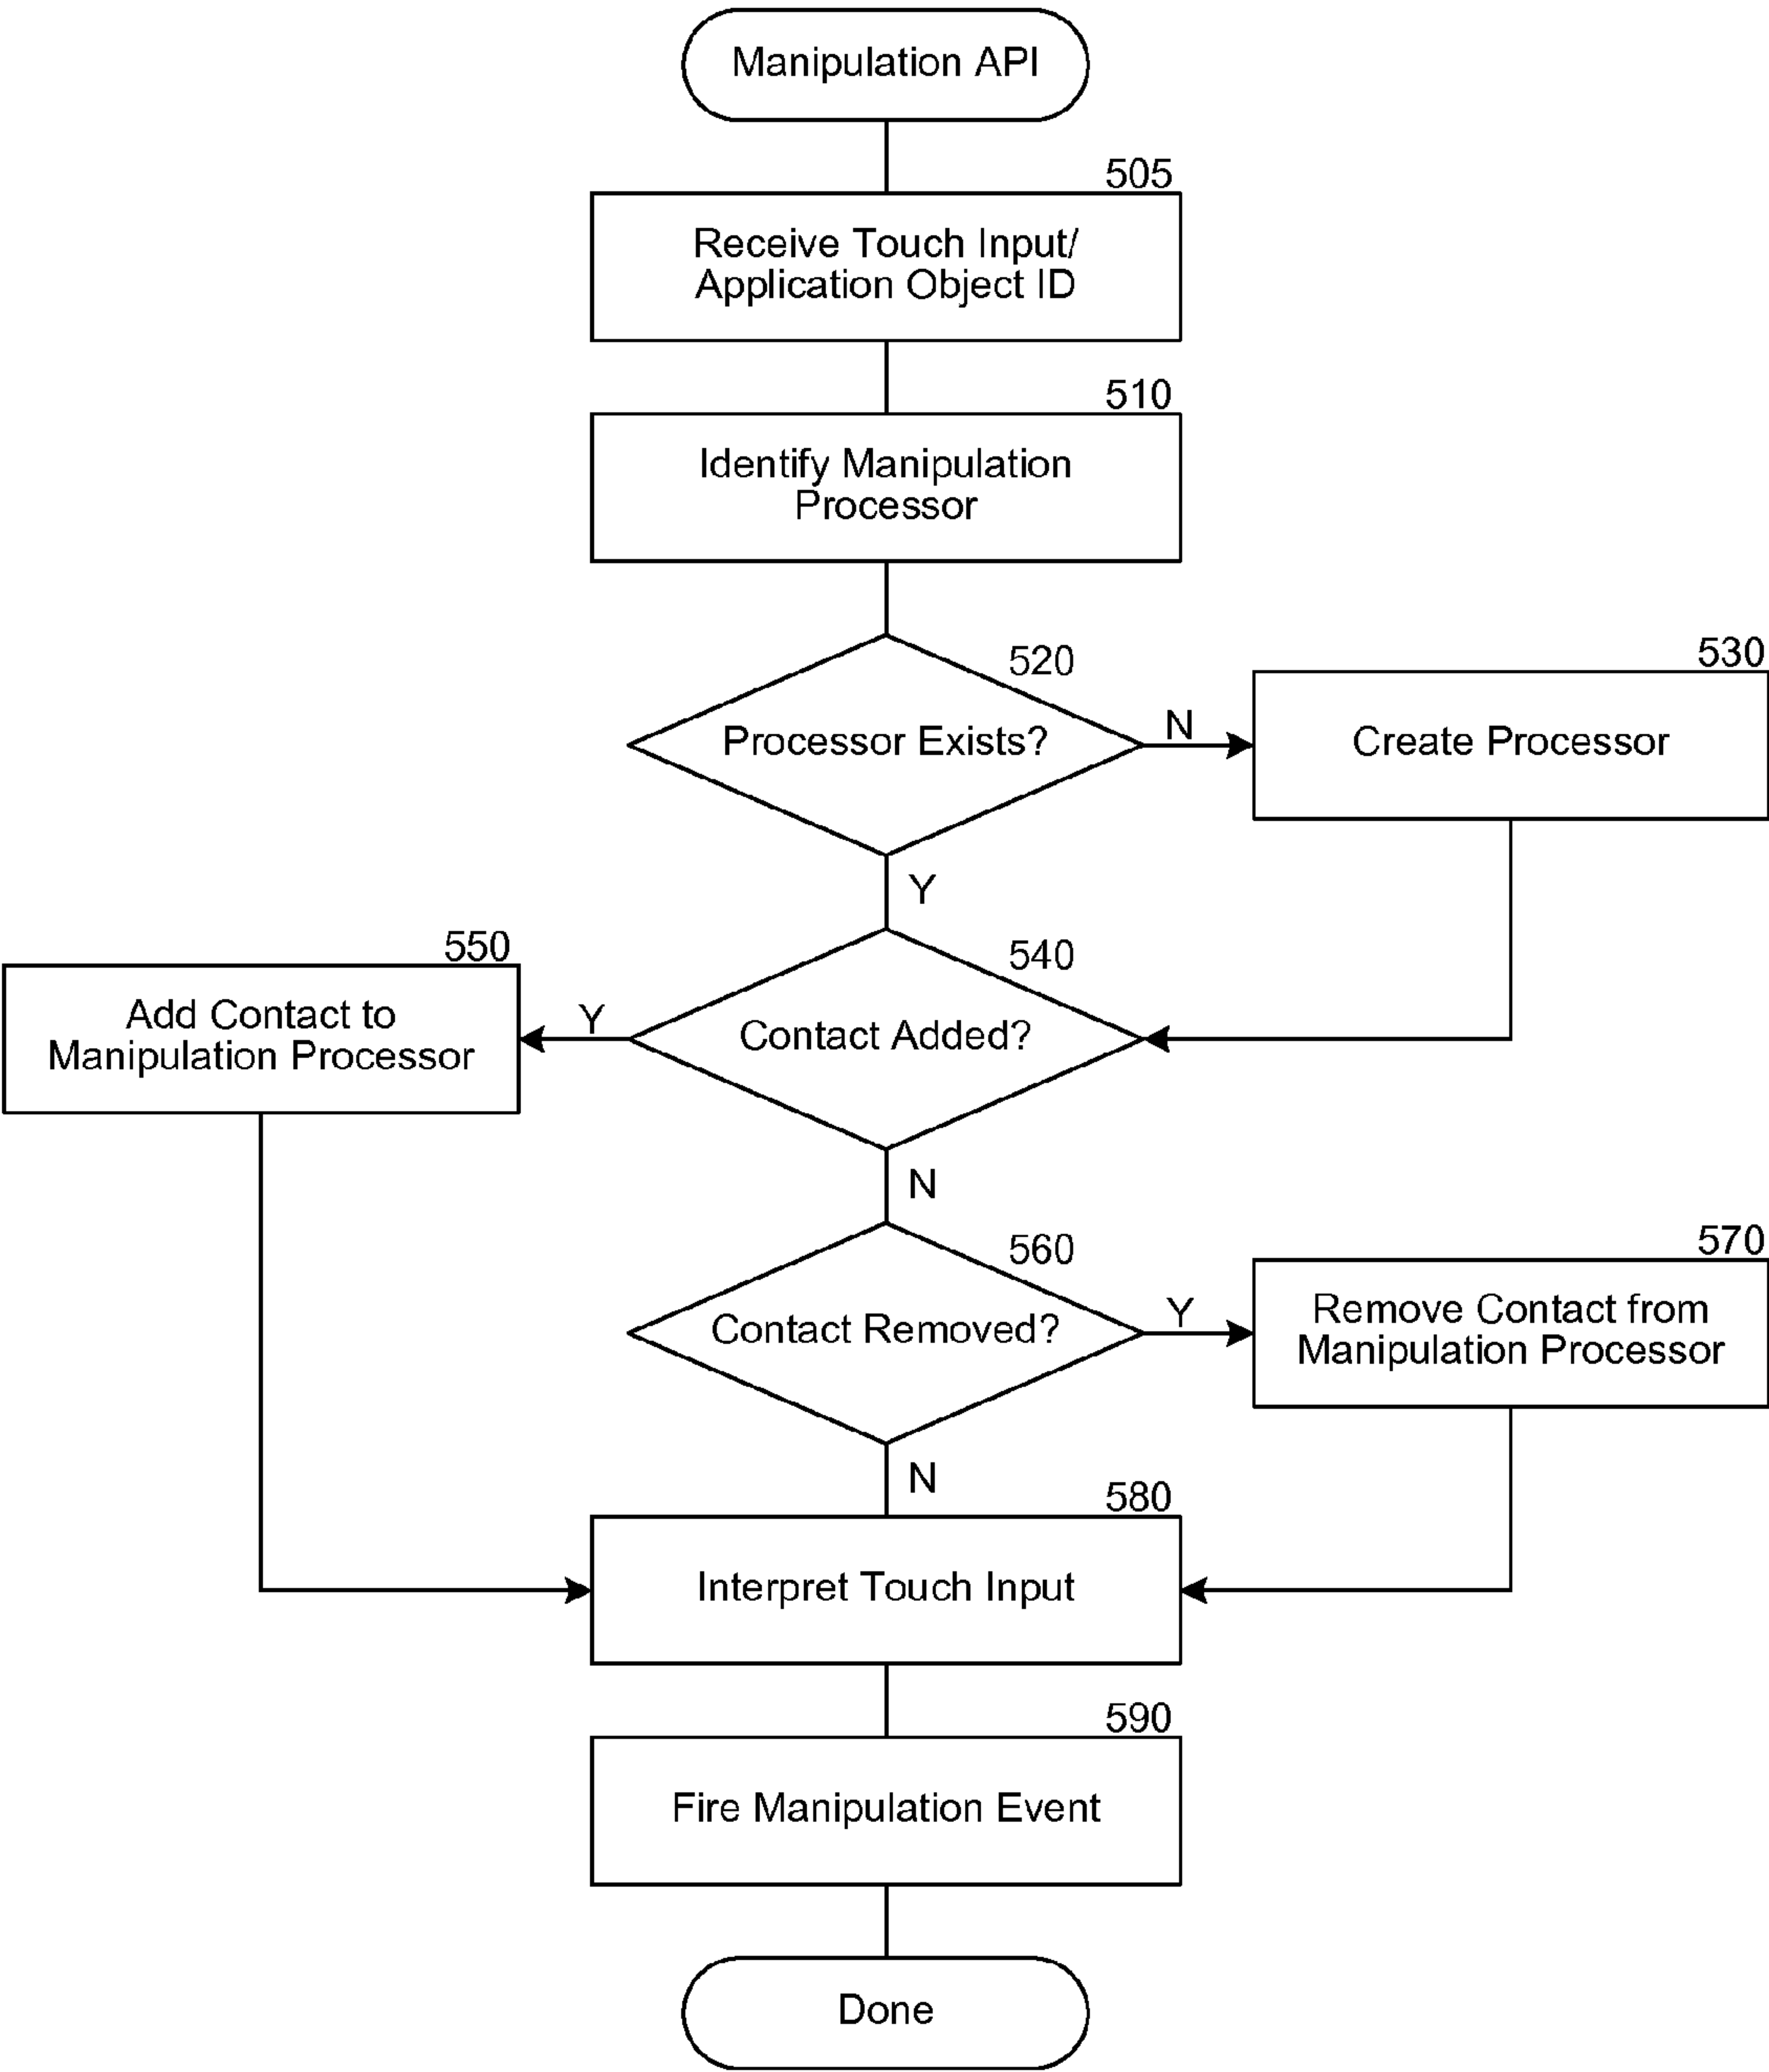 Manipulation API
505
Receive Touch Input/
Application Object ID
510
Identify Manipulation
Processor
520
Processor Exists?
N
530
Create Processor
Y
540
Contact Added?
Y
550
Add Contact to
Manipulation Processor
N
560
Contact Removed?
Y
570
Remove Contact from
Manipulation Processor
N
580
Interpret Touch Input
590
Fire Manipulation Event
Done